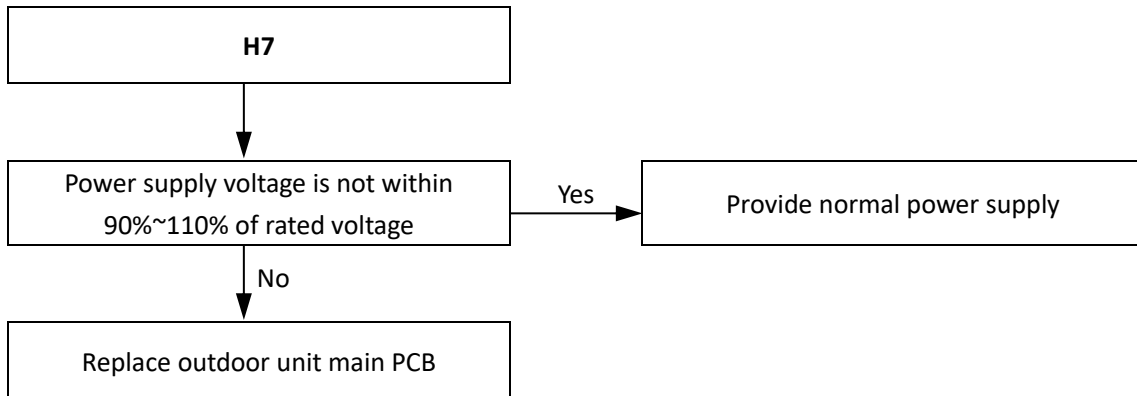 H7
Power supply voltage is not within
90%~110% of rated voltage
Yes
Provide normal power supply
No
Replace outdoor unit main PCB